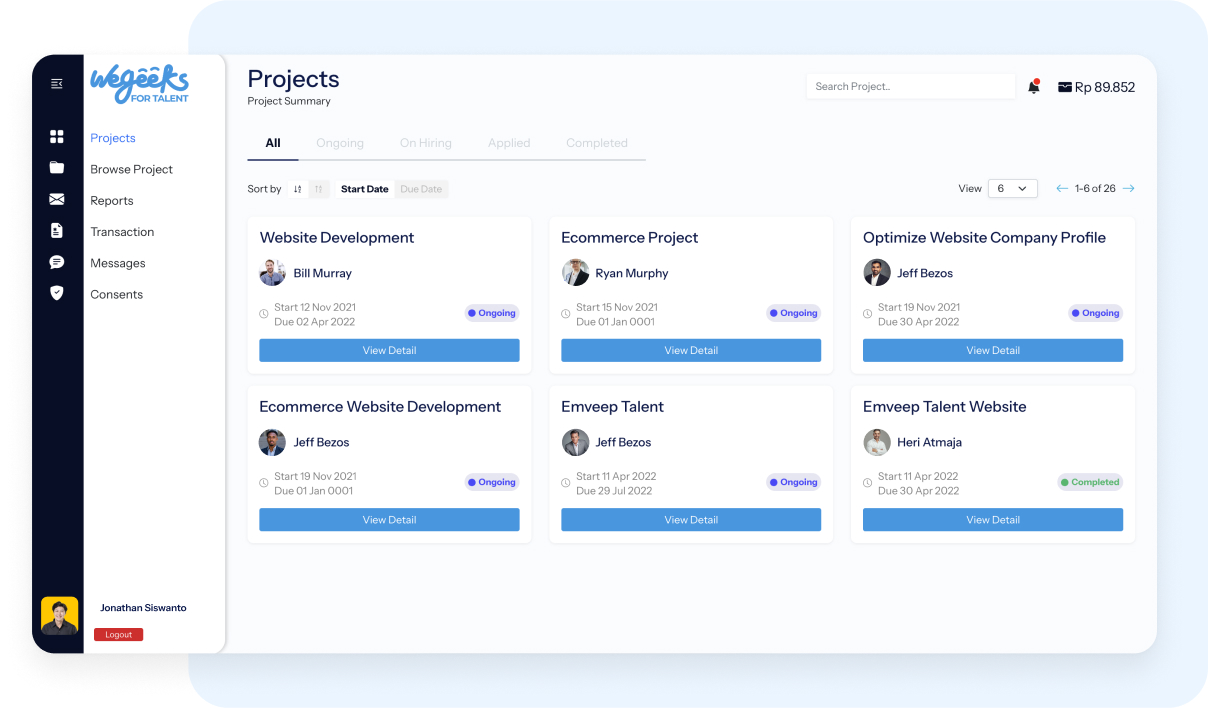 wegeeks
FOR TALENT
Projects
Browse Project
Reports
Transaction
Messages
Consents
Jonathan Siswanto
Logout
Projects
Project Summary
Search Project..
Rp 89.852
All Ongoing On Hiring Applied Completed
Sort by Start Date Due Date
View 6 1-6 of 26
Website Development
Bill Murray
Start 12 Nov 2021
Due 02 Apr 2022
Ongoing
View Detail
Ecommerce Project
Ryan Murphy
Start 15 Nov 2021
Due 01 Jan 0001
Ongoing
View Detail
Optimize Website Company Profile
Jeff Bezos
Start 19 Nov 2021
Due 30 Apr 2022
Ongoing
View Detail
Ecommerce Website Development
Jeff Bezos
Start 19 Nov 2021
Due 01 Jan 0001
Ongoing
View Detail
Emveep Talent
Jeff Bezos
Start 11 Apr 2022
Due 29 Jul 2022
Ongoing
View Detail
Emveep Talent Website
Heri Atmaja
Start 11 Apr 2022
Due 30 Apr 2022
Completed
View Detail